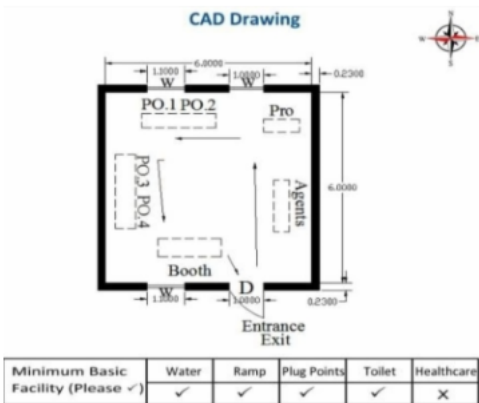 CAD Drawing
N
W
E
S
6.0000
1.0000
1.0000
0.2300
W
W
PO.1 PO.2
Pro
PO.3 PO.4
Agents
6.0000
Booth
W
D
1.0000
1.0000
0.2300
Entrance
Exit
Minimum Basic Facility (Please ✓)
Water
Ramp
Plug Points
Toilet
Healthcare
✓
✓
✓
✓
✗